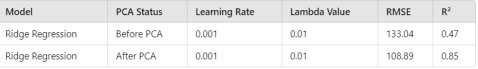 Model PCA Status Learning Rate Lambda Value RMSE R²
Ridge Regression Before PCA 0.001 0.01 133.04 0.47
Ridge Regression After PCA 0.001 0.01 108.89 0.85